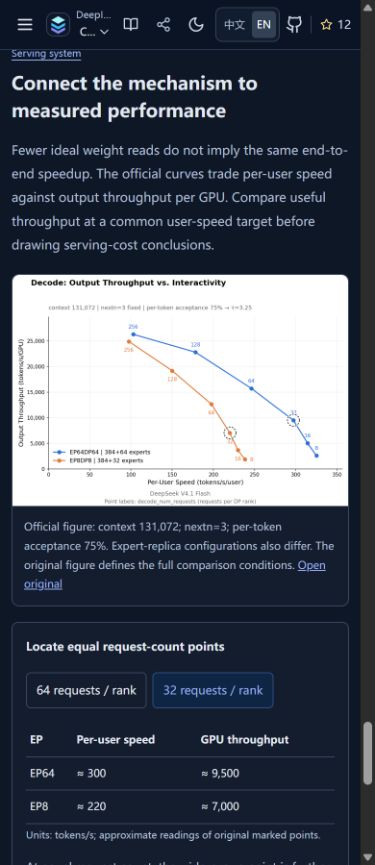 Deepl...
C...
中文
EN
12
Serving system
Connect the mechanism to
measured performance
Fewer ideal weight reads do not imply the same end-to-
end speedup. The official curves trade per-user speed
against output throughput per GPU. Compare useful
throughput at a common user-speed target before
drawing serving-cost conclusions.
Decode: Output Throughput vs. Interactivity
context 131,072 | nextn=3 fixed | per-token acceptance 75% → τ=3.25
Output Throughput (tokens/s/GPU)
25,000
20,000
15,000
10,000
5,000
0
256
128
64
32
16
8
256
128
64
16
8
EP64DP64 | 384+64 experts
EP8DP8 | 384+32 experts
0 50 100 150 200 250 300 350
Per-User Speed (tokens/s/user)
DeepSeek V4.1 Flash
Point labels: decode_num_requests (requests per DP rank)
Official figure: context 131,072; nextn=3; per-token
acceptance 75%. Expert-replica configurations also differ. The
original figure defines the full comparison conditions. Open
original
Locate equal request-count points
64 requests / rank
32 requests / rank
EP Per-user speed GPU throughput
EP64 ≈ 300 ≈ 9,500
EP8 ≈ 220 ≈ 7,000
Units: tokens/s; approximate readings of original marked points.